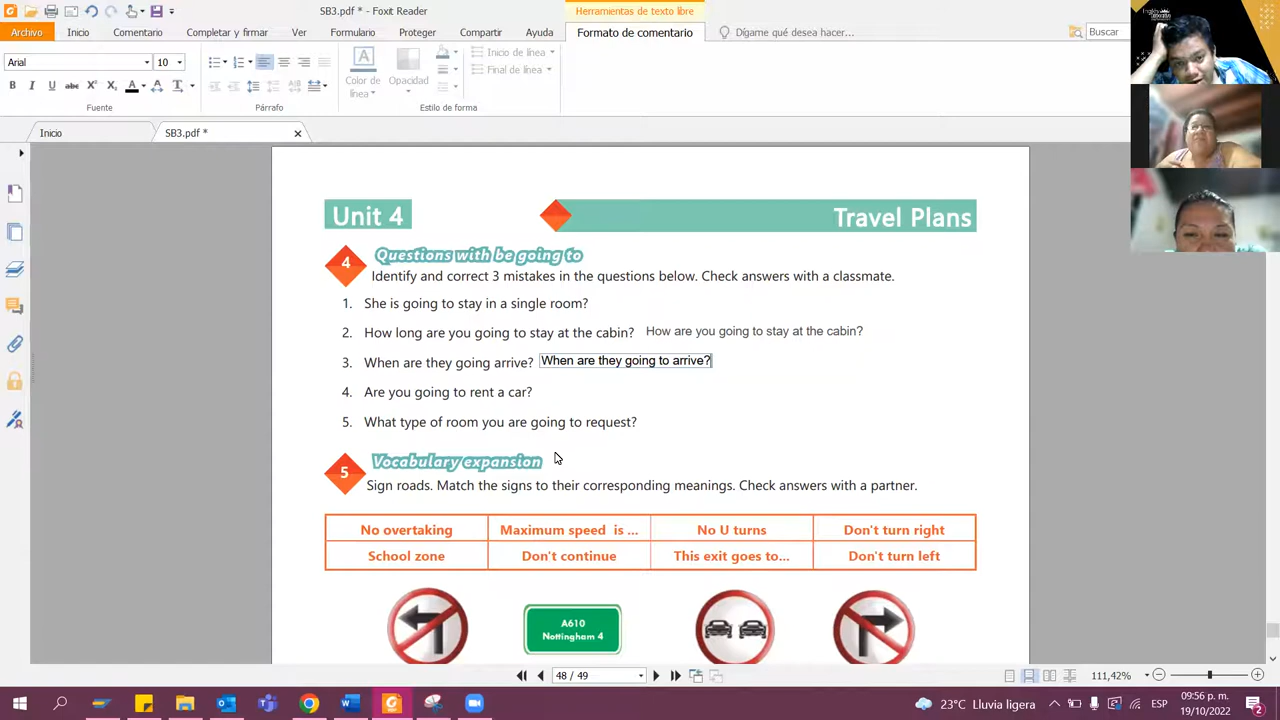 SB3.pdf * - Foxit Reader
Herramientas de texto libre
Archivo
Inicio
Comentario
Completar y firmar
Ver
Formulario
Proteger
Compartir
Ayuda
Formato de comentario
Dígame qué desea hacer...
Buscar
Arial
10
Color de línea
Opacidad
Inicio de línea
Final de línea
Fuente
Párrafo
Estilo de forma
Inicio
SB3.pdf *
Unit 4
Travel Plans
4
Questions with be going to
Identify and correct 3 mistakes in the questions below. Check answers with a classmate.
1. She is going to stay in a single room?
2. How long are you going to stay at the cabin? How are you going to stay at the cabin?
3. When are they going arrive? When are they going to arrive?
4. Are you going to rent a car?
5. What type of room you are going to request?
5
Vocabulary expansion
Sign roads. Match the signs to their corresponding meanings. Check answers with a partner.
No overtaking
Maximum speed is ...
No U turns
Don't turn right
School zone
Don't continue
This exit goes to...
Don't turn left
A610
Nottingham 4
48 / 49
111,42%
23°C Lluvia ligera
ESP
09:56 p. m.
19/10/2022
2